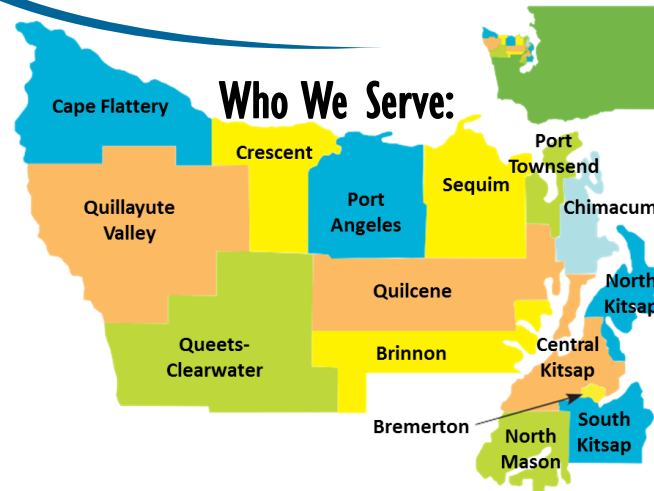 Who We Serve:
Cape Flattery
Crescent
Port
Angeles
Sequim
Port
Townsend
Chimacum
Quillayute
Valley
Quilcene
North
Kitsap
Queets-
Clearwater
Brinnon
Central
Kitsap
Bremerton
North
Mason
South
Kitsap